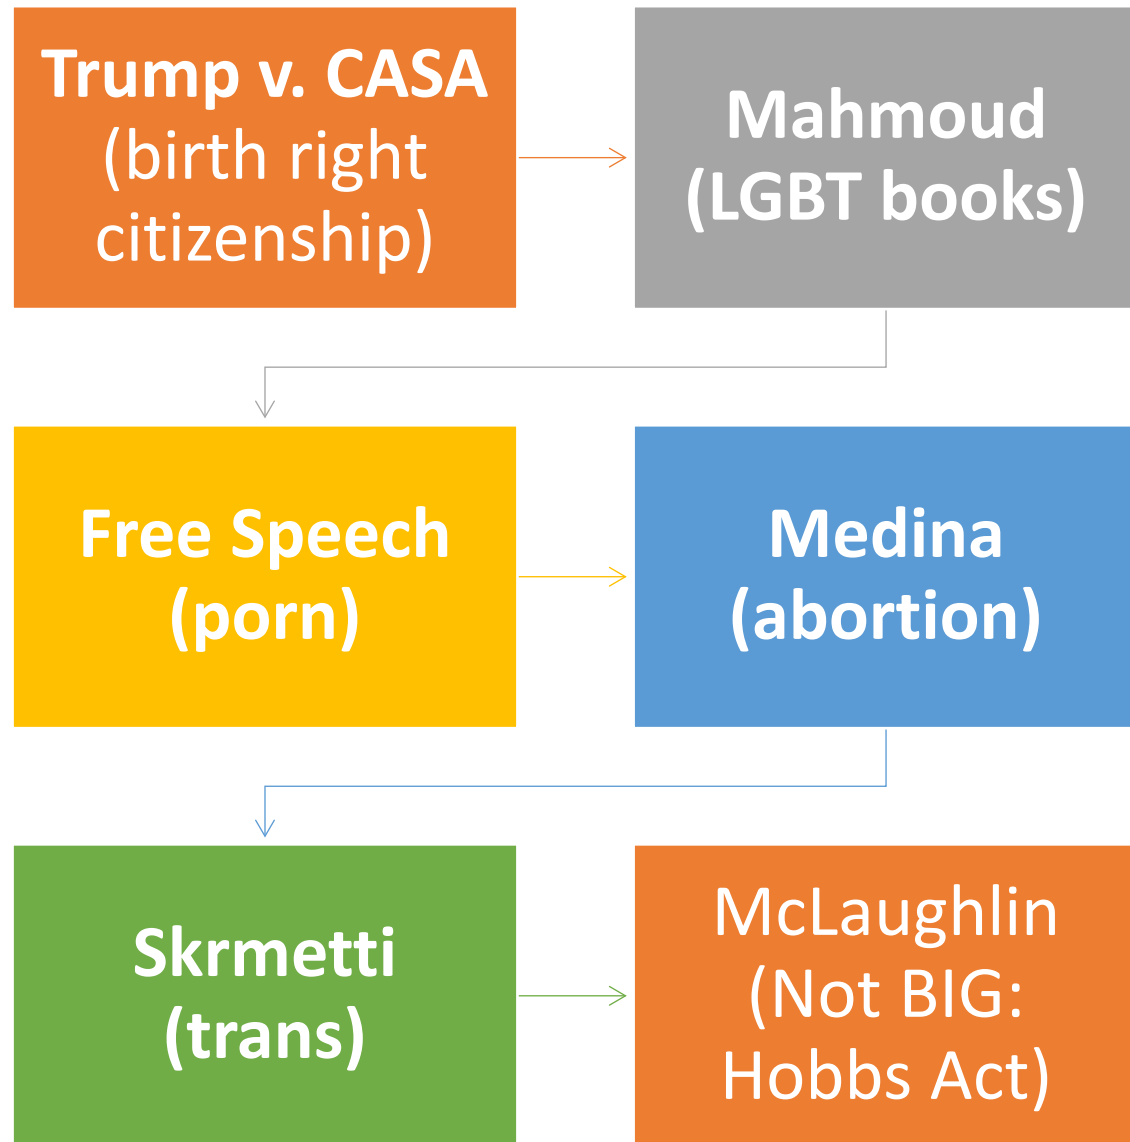 Trump v. CASA
(birth right
citizenship)
Mahmoud
(LGBT books)
Free Speech
(porn)
Medina
(abortion)
Skrmetti
(trans)
McLaughlin
(Not BIG:
Hobbs Act)